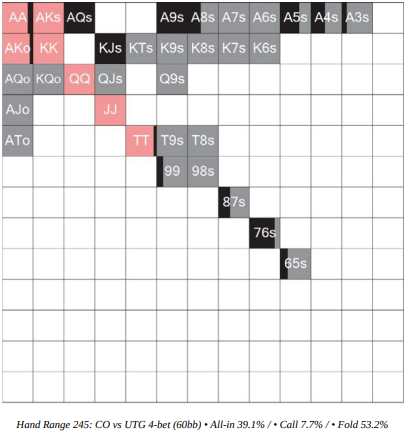 AA AKs AQs A9s A8s A7s A6s A5s A4s A3s
AKo KK KJs KTs K9s K8s K7s K6s
AQo KQo QQ QJs Q9s
AJo JJ
ATo TT T9s T8s
99 98s
87s
76s
65s
Hand Range 245: CO vs UTG 4-bet (60bb) • All-in 39.1% / • Call 7.7% / • Fold 53.2%